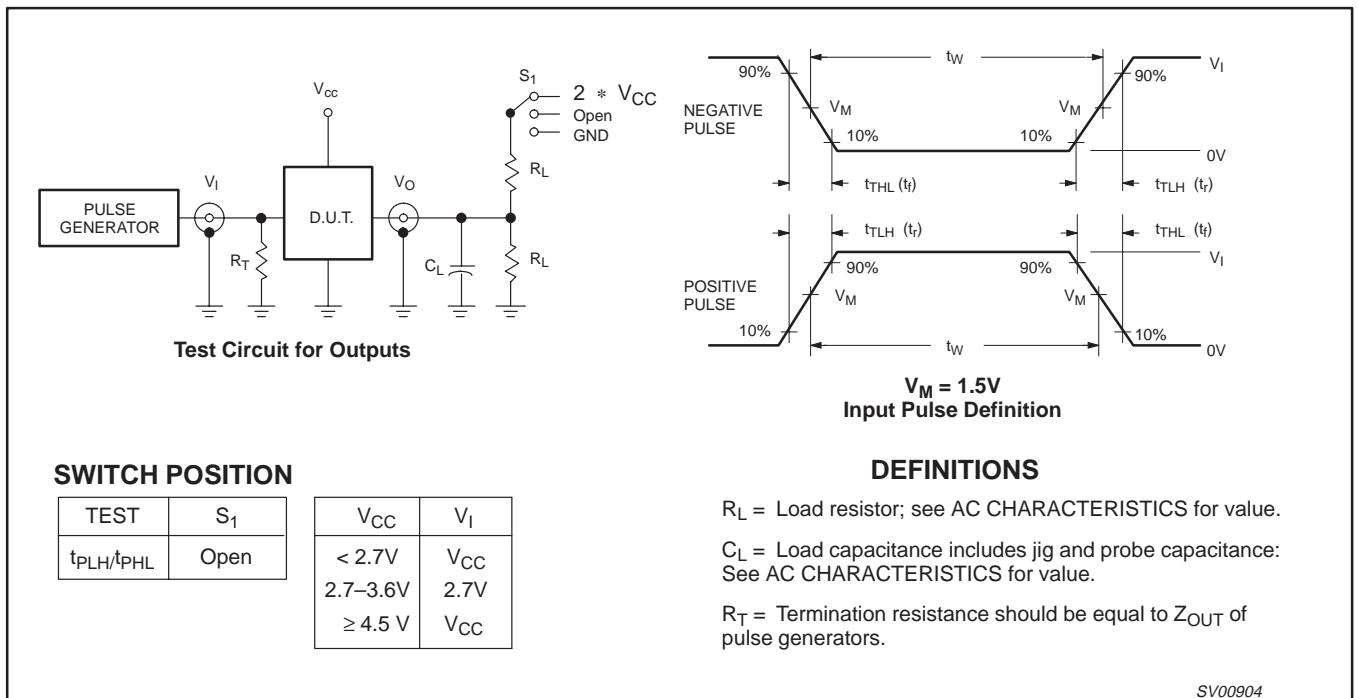 S1
2 * VCC
Open
GND
Vcc
RL
VI
VO
PULSE
GENERATOR
D.U.T.
RT
CL
RL
Test Circuit for Outputs
tW
90%
90%
VI
NEGATIVE
PULSE
VM
VM
10%
10%
0V
tTHL (tf)
tTLH (tr)
tTLH (tr)
tTHL (tf)
VI
90%
90%
POSITIVE
PULSE
VM
VM
10%
10%
tW
0V
VM = 1.5V
Input Pulse Definition
SWITCH POSITION
TEST S1
tPLH/tPHL Open
VCC VI
< 2.7V VCC
2.7–3.6V 2.7V
≥ 4.5 V VCC
DEFINITIONS
RL = Load resistor; see AC CHARACTERISTICS for value.
CL = Load capacitance includes jig and probe capacitance:
See AC CHARACTERISTICS for value.
RT = Termination resistance should be equal to ZOUT of
pulse generators.
SV00904